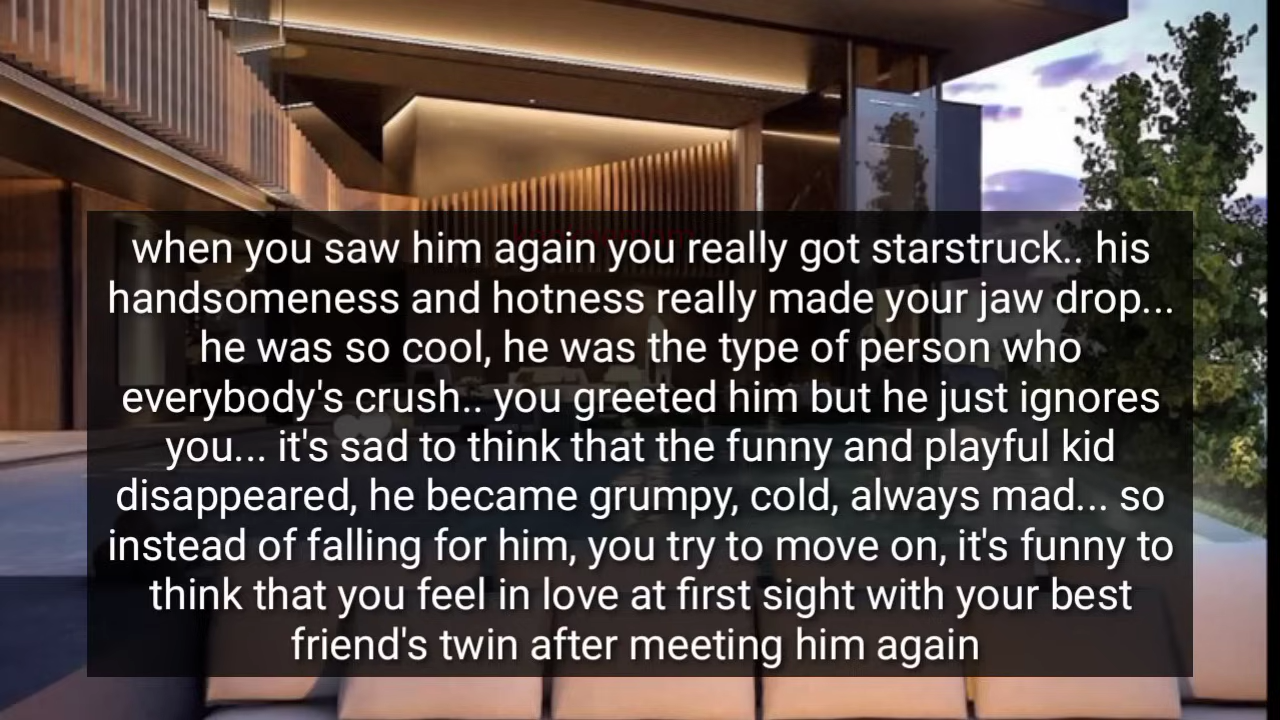 when you saw him again you really got starstruck.. his
handsomeness and hotness really made your jaw drop...
he was so cool, he was the type of person who
everybody's crush.. you greeted him but he just ignores
you... it's sad to think that the funny and playful kid
disappeared, he became grumpy, cold, always mad... so
instead of falling for him, you try to move on, it's funny to
think that you feel in love at first sight with your best
friend's twin after meeting him again